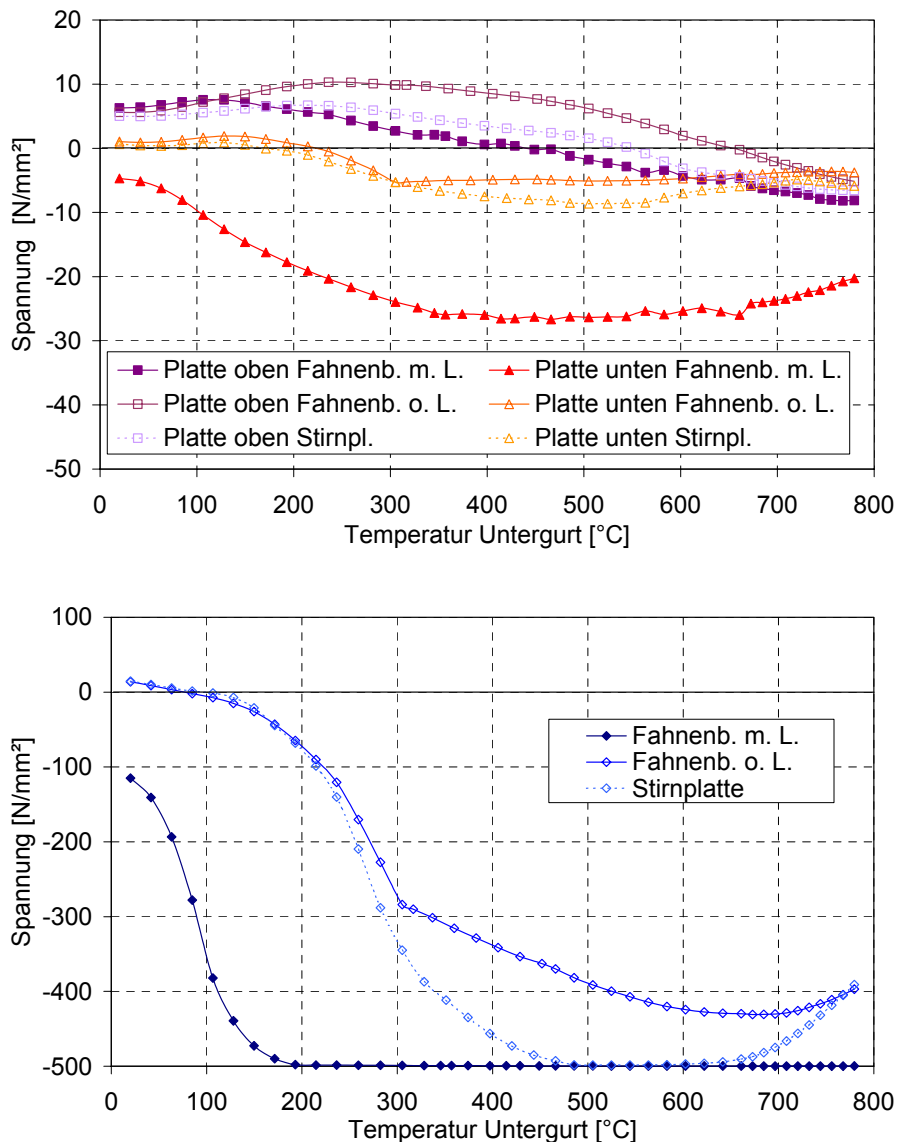 20
10
0
-10
-20
-30
-40
-50
Spannung [N/mm²]
Platte oben Fahnenb. m. L.
Platte unten Fahnenb. m. L.
Platte oben Fahnenb. o. L.
Platte unten Fahnenb. o. L.
Platte oben Stirnpl.
Platte unten Stirnpl.
0 100 200 300 400 500 600 700 800
Temperatur Untergurt [°C]
100
0
-100
-200
-300
-400
-500
Spannung [N/mm²]
Fahnenb. m. L.
Fahnenb. o. L.
Stirnplatte
0 100 200 300 400 500 600 700 800
Temperatur Untergurt [°C]